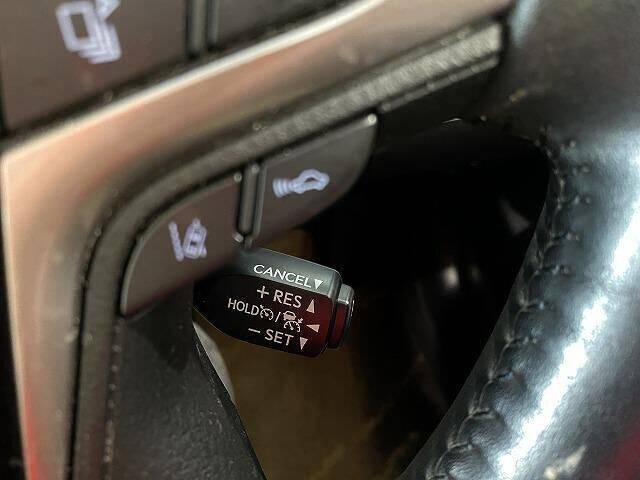 CANCEL▼
+ RES ▲
HOLD / ◀
− SET ▼